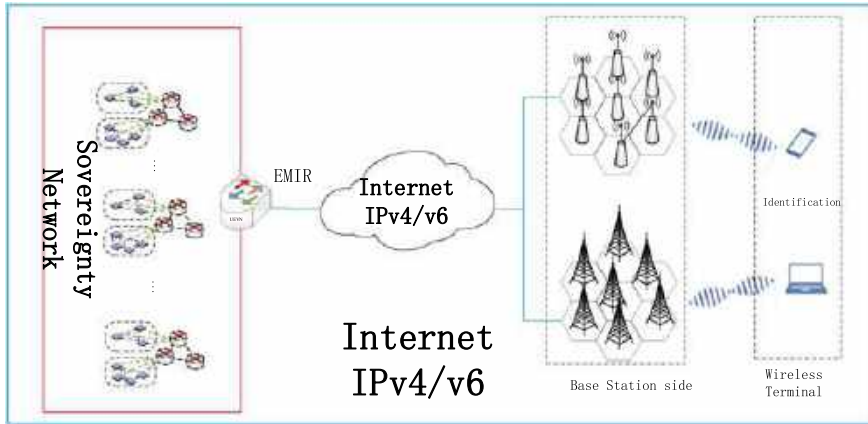 Sovereignty
Network
EMIR
Internet
IPv4/v6
Internet
IPv4/v6
Identification
Base Station side
Wireless
Terminal